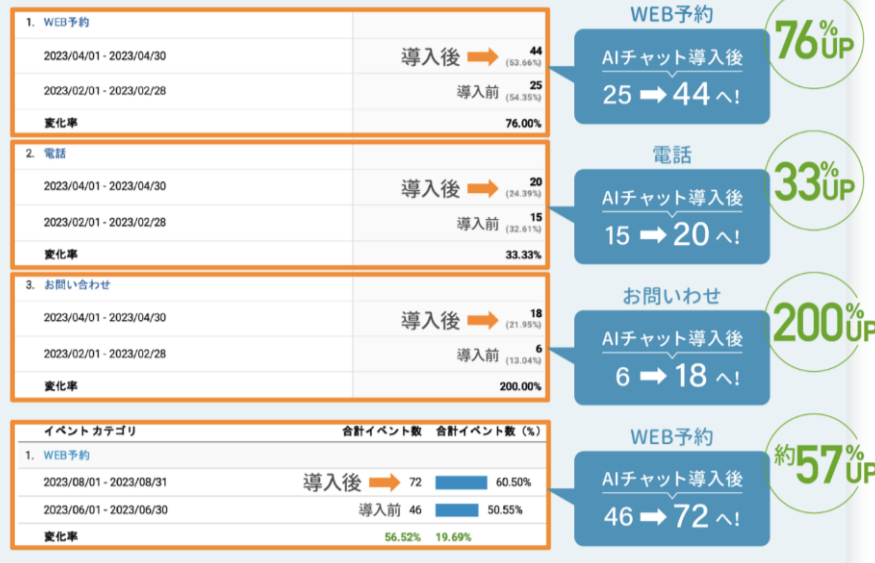 1. WEB予約
2023/04/01 - 2023/04/30 導入後 44 (53.66%)
2023/02/01 - 2023/02/28 導入前 25 (54.35%)
変化率 76.00%
WEB予約
AIチャット導入後
25 → 44 へ!
76%UP
2. 電話
2023/04/01 - 2023/04/30 導入後 20 (24.39%)
2023/02/01 - 2023/02/28 導入前 15 (32.61%)
変化率 33.33%
電話
AIチャット導入後
15 → 20 へ!
33%UP
3. お問い合わせ
2023/04/01 - 2023/04/30 導入後 18 (21.95%)
2023/02/01 - 2023/02/28 導入前 6 (13.04%)
変化率 200.00%
お問いわせ
AIチャット導入後
6 → 18 へ!
200%UP
イベント カテゴリ 合計イベント数 合計イベント数（%）
1. WEB予約
2023/08/01 - 2023/08/31 導入後 72 60.50%
2023/06/01 - 2023/06/30 導入前 46 50.55%
変化率 56.52% 19.69%
WEB予約
AIチャット導入後
46 → 72 へ!
約57%UP